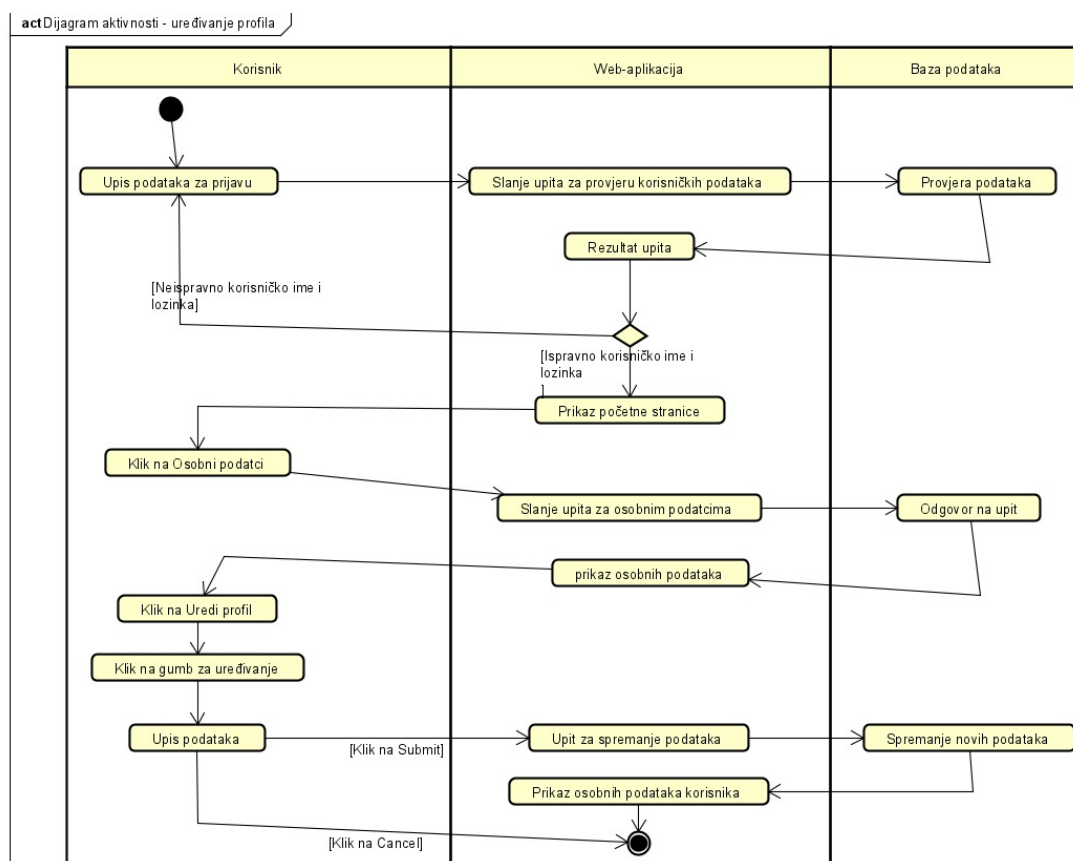 act Dijagram aktivnosti - uređivanje profila
Korisnik
Web-aplikacija
Baza podataka
Upis podataka za prijavu
Slanje upita za provjeru korisničkih podataka
Provjera podataka
Rezultat upita
[Neispravno korisničko ime i
lozinka]
[Ispravno korisničko ime i
lozinka
]
Prikaz početne stranice
Klik na Osobni podatci
Slanje upita za osobnim podatcima
Odgovor na upit
prikaz osobnih podataka
Klik na Uredi profil
Klik na gumb za uređivanje
Upis podataka
[Klik na Submit]
Upit za spremanje podataka
Spremanje novih podataka
Prikaz osobnih podataka korisnika
[Klik na Cancel]